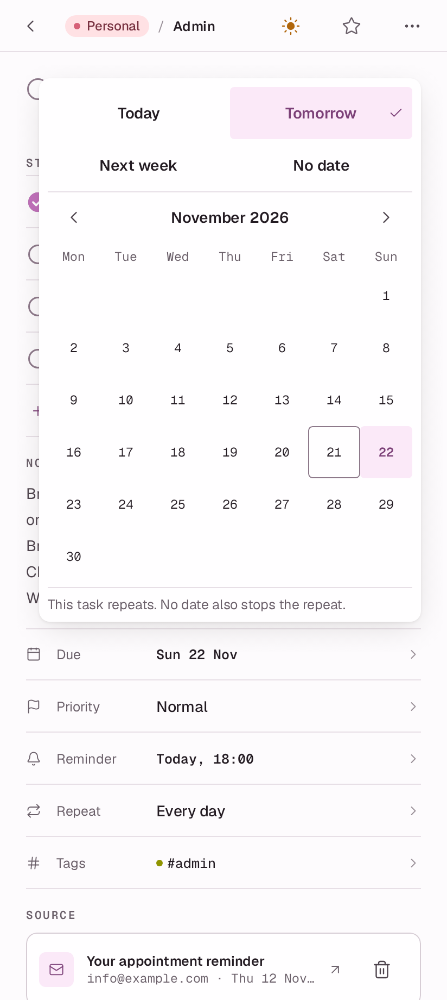 Personal / Admin
Today
Tomorrow
Next week
No date
November 2026
Mon Tue Wed Thu Fri Sat Sun
1
2 3 4 5 6 7 8
9 10 11 12 13 14 15
16 17 18 19 20 21 22
23 24 25 26 27 28 29
30
This task repeats. No date also stops the repeat.
Due Sun 22 Nov
Priority Normal
Reminder Today, 18:00
Repeat Every day
Tags #admin
SOURCE
Your appointment reminder
info@example.com · Thu 12 Nov…